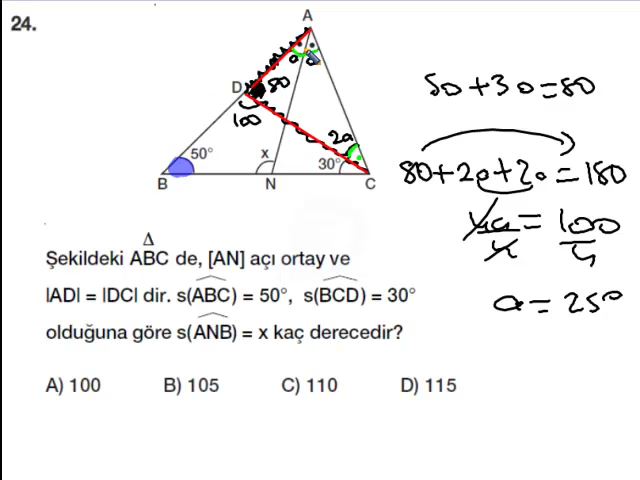 24.
A
a a
D
80
100
2a
50°
x
30°
B
N
C
50+30=80
80+2a+2a=180
4a/4 = 100/4
a = 25°
Şekildeki ABC de, [AN] açı ortay ve
|AD| = |DC| dir. s(ABC) = 50°, s(BCD) = 30°
olduğuna göre s(ANB) = x kaç derecedir?
A) 100 B) 105 C) 110 D) 115